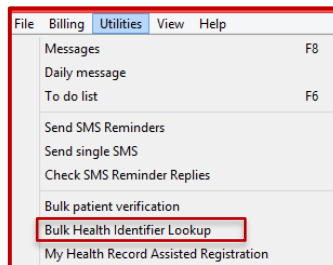 File Billing Utilities View Help
Messages F8
Daily message
To do list F6
Send SMS Reminders
Send single SMS
Check SMS Reminder Replies
Bulk patient verification
Bulk Health Identifier Lookup
My Health Record Assisted Registration